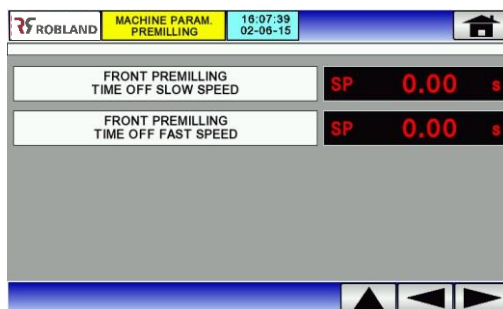 ROBLAND
MACHINE PARAM.
PREMILLING
16:07:39
02-06-15
FRONT PREMILLING
TIME OFF SLOW SPEED
SP 0.00 s
FRONT PREMILLING
TIME OFF FAST SPEED
SP 0.00 s